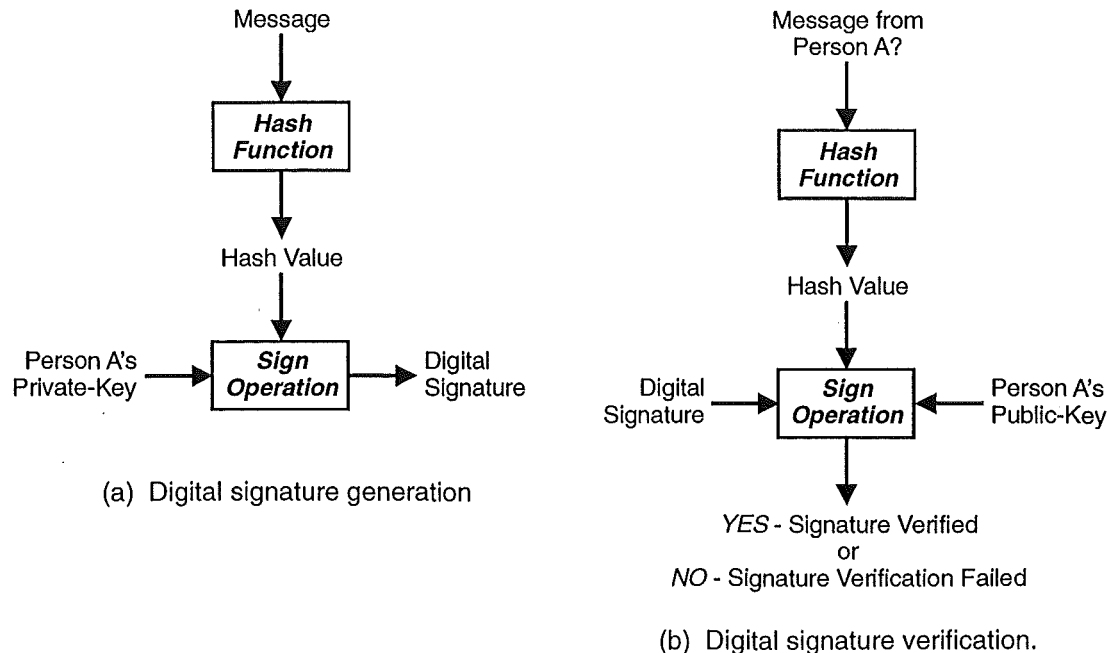 Message
Hash
Function
Hash Value
Person A's
Private-Key
Sign
Operation
Digital
Signature
(a) Digital signature generation
Message from
Person A?
Hash
Function
Hash Value
Digital
Signature
Sign
Operation
Person A's
Public-Key
YES - Signature Verified
or
NO - Signature Verification Failed
(b) Digital signature verification.